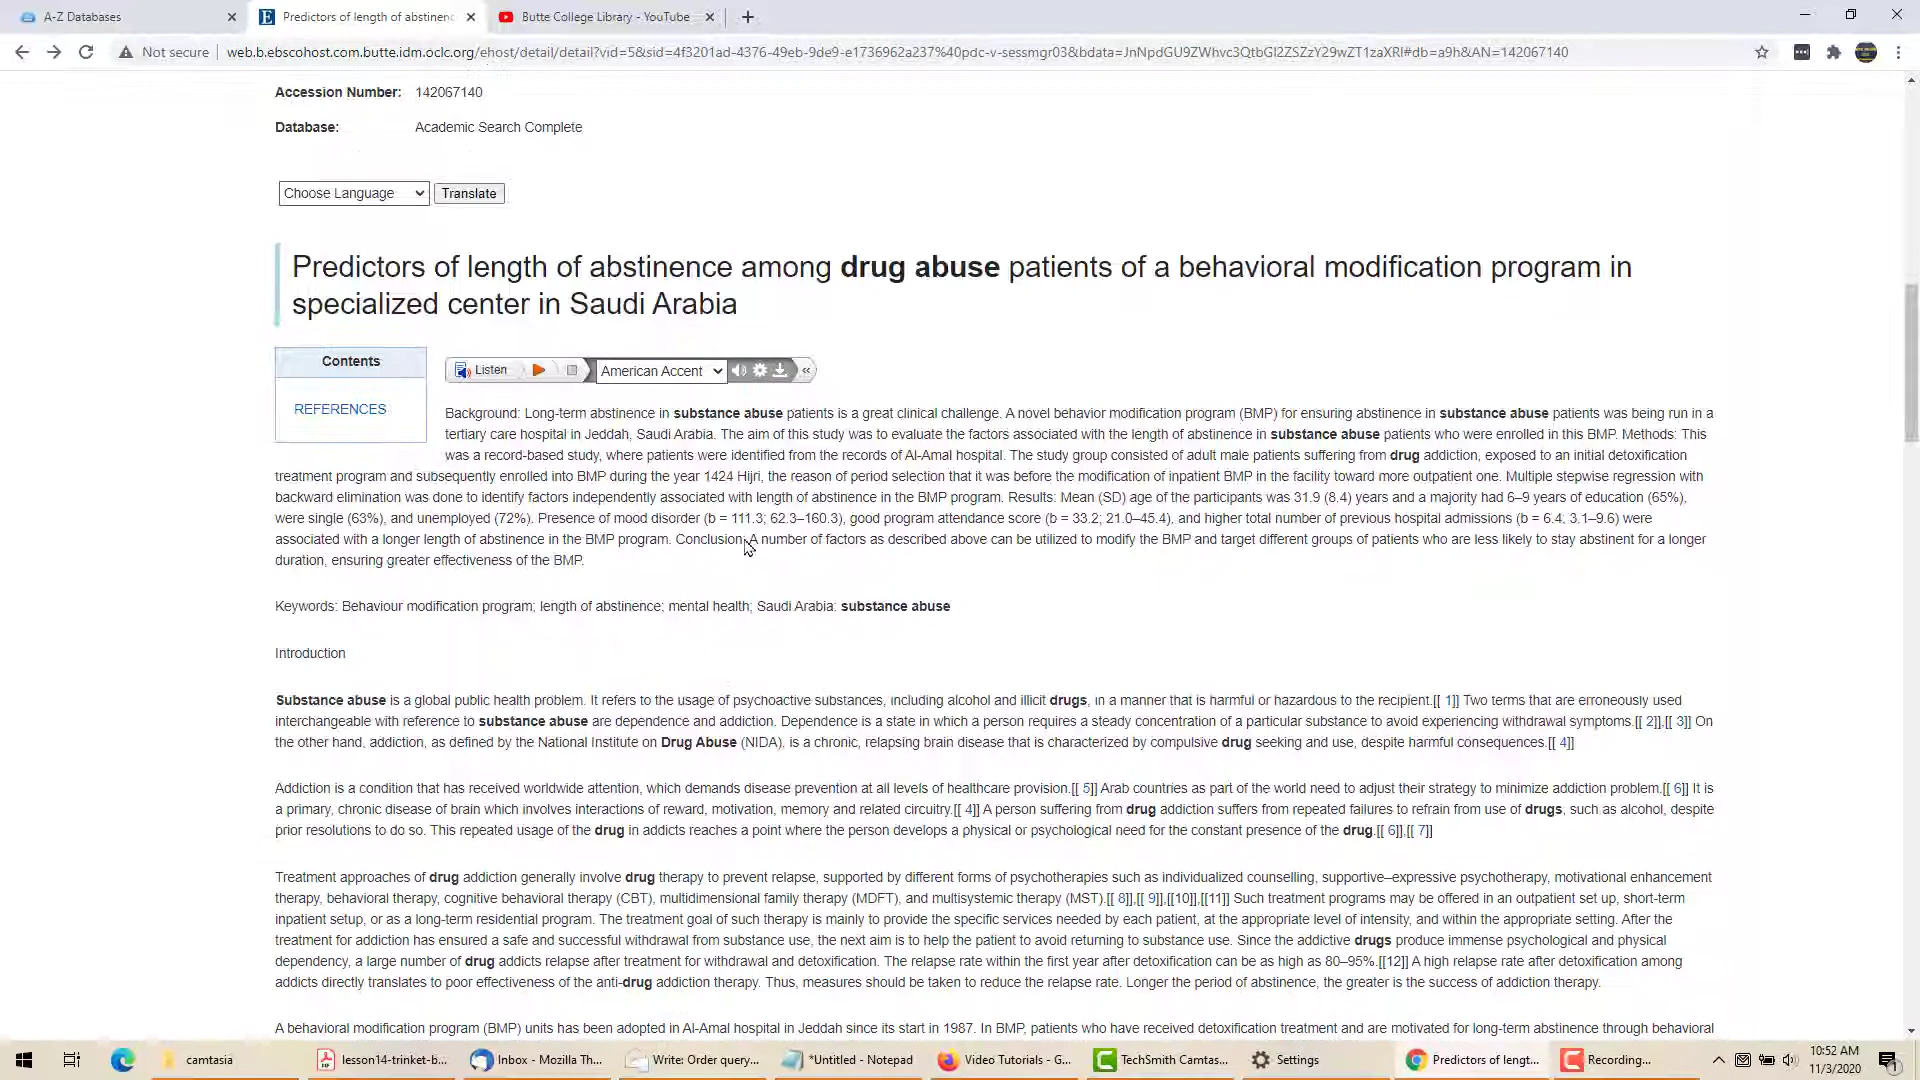 A-Z Databases
Predictors of length of abstinenc
Butte College Library - YouTube
Not secure
web.b.ebscohost.com.butte.idm.oclc.org/ehost/detail/detail?vid=5&sid=4f3201ad-4376-49eb-9de9-e1736962a237%40pdc-v-sessmgr03&bdata=JnNpdGU9ZWhvc3QtbGl2ZSZzY29wZT1zaXRl#db=a9h&AN=142067140
Accession Number: 142067140
Database: Academic Search Complete
Choose Language Translate
Predictors of length of abstinence among drug abuse patients of a behavioral modification program in
specialized center in Saudi Arabia
Contents
REFERENCES
Listen American Accent «
Background: Long-term abstinence in substance abuse patients is a great clinical challenge. A novel behavior modification program (BMP) for ensuring abstinence in substance abuse patients was being run in a
tertiary care hospital in Jeddah, Saudi Arabia. The aim of this study was to evaluate the factors associated with the length of abstinence in substance abuse patients who were enrolled in this BMP. Methods: This
was a record-based study, where patients were identified from the records of Al-Amal hospital. The study group consisted of adult male patients suffering from drug addiction, exposed to an initial detoxification
treatment program and subsequently enrolled into BMP during the year 1424 Hijri, the reason of period selection that it was before the modification of inpatient BMP in the facility toward more outpatient one. Multiple stepwise regression with
backward elimination was done to identify factors independently associated with length of abstinence in the BMP program. Results: Mean (SD) age of the participants was 31.9 (8.4) years and a majority had 6–9 years of education (65%),
were single (63%), and unemployed (72%). Presence of mood disorder (b = 111.3; 62.3–160.3), good program attendance score (b = 33.2; 21.0–45.4), and higher total number of previous hospital admissions (b = 6.4; 3.1–9.6) were
associated with a longer length of abstinence in the BMP program. Conclusion: A number of factors as described above can be utilized to modify the BMP and target different groups of patients who are less likely to stay abstinent for a longer
duration, ensuring greater effectiveness of the BMP.
Keywords: Behaviour modification program; length of abstinence; mental health; Saudi Arabia; substance abuse
Introduction
Substance abuse is a global public health problem. It refers to the usage of psychoactive substances, including alcohol and illicit drugs, in a manner that is harmful or hazardous to the recipient.[[ 1]] Two terms that are erroneously used
interchangeable with reference to substance abuse are dependence and addiction. Dependence is a state in which a person requires a steady concentration of a particular substance to avoid experiencing withdrawal symptoms.[[ 2]],[[ 3]] On
the other hand, addiction, as defined by the National Institute on Drug Abuse (NIDA), is a chronic, relapsing brain disease that is characterized by compulsive drug seeking and use, despite harmful consequences.[[ 4]]
Addiction is a condition that has received worldwide attention, which demands disease prevention at all levels of healthcare provision.[[ 5]] Arab countries as part of the world need to adjust their strategy to minimize addiction problem.[[ 6]] It is
a primary, chronic disease of brain which involves interactions of reward, motivation, memory and related circuitry.[[ 4]] A person suffering from drug addiction suffers from repeated failures to refrain from use of drugs, such as alcohol, despite
prior resolutions to do so. This repeated usage of the drug in addicts reaches a point where the person develops a physical or psychological need for the constant presence of the drug.[[ 6]],[[ 7]]
Treatment approaches of drug addiction generally involve drug therapy to prevent relapse, supported by different forms of psychotherapies such as individualized counselling, supportive–expressive psychotherapy, motivational enhancement
therapy, behavioral therapy, cognitive behavioral therapy (CBT), multidimensional family therapy (MDFT), and multisystemic therapy (MST).[[ 8]],[[ 9]],[[10]],[[11]] Such treatment programs may be offered in an outpatient set up, short-term
inpatient setup, or as a long-term residential program. The treatment goal of such therapy is mainly to provide the specific services needed by each patient, at the appropriate level of intensity, and within the appropriate setting. After the
treatment for addiction has ensured a safe and successful withdrawal from substance use, the next aim is to help the patient to avoid returning to substance use. Since the addictive drugs produce immense psychological and physical
dependency, a large number of drug addicts relapse after treatment for withdrawal and detoxification. The relapse rate within the first year after detoxification can be as high as 80–95%.[[12]] A high relapse rate after detoxification among
addicts directly translates to poor effectiveness of the anti-drug addiction therapy. Thus, measures should be taken to reduce the relapse rate. Longer the period of abstinence, the greater is the success of addiction therapy.
A behavioral modification program (BMP) units has been adopted in Al-Amal hospital in Jeddah since its start in 1987. In BMP, patients who have received detoxification treatment and are motivated for long-term abstinence through behavioral
camtasia
lesson14-trinket-b...
Inbox - Mozilla Th...
Write: Order query...
*Untitled - Notepad
Video Tutorials - G...
TechSmith Camtas...
Settings
Predictors of lengt...
Recording...
10:52 AM
11/3/2020